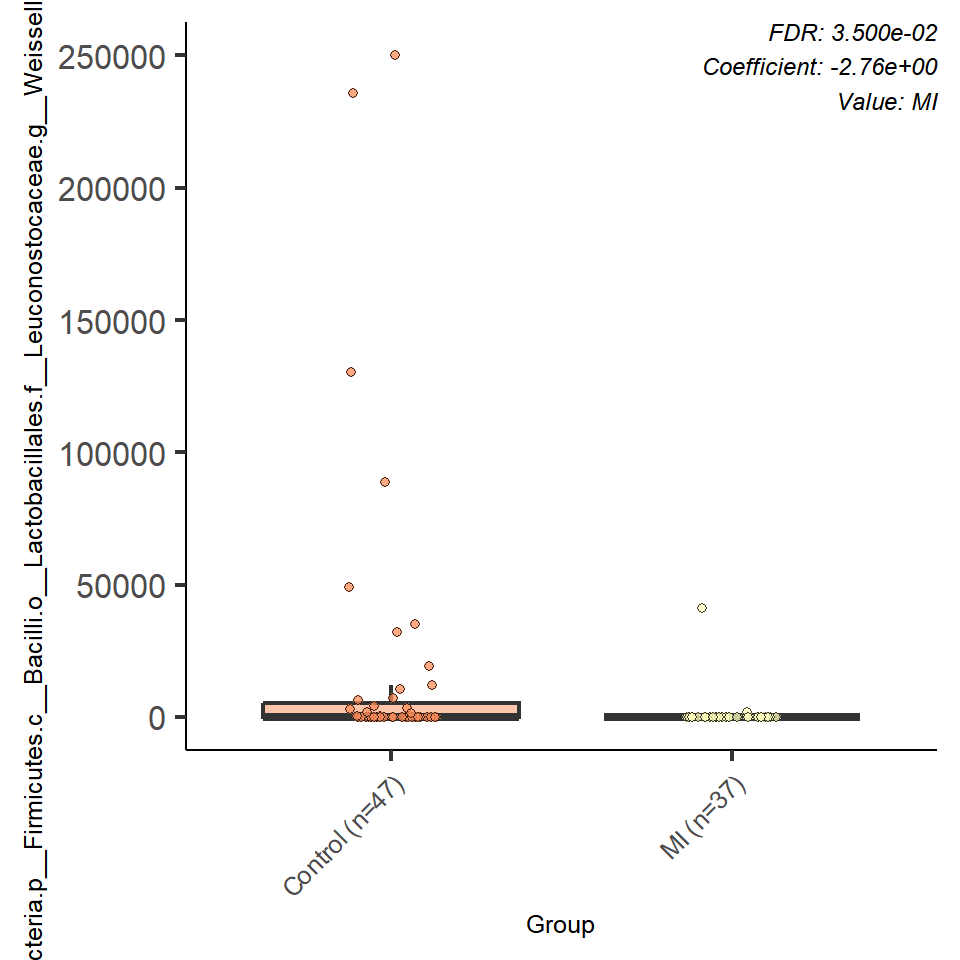 FDR: 3.500e-02
Coefficient: -2.76e+00
Value: MI
cteria.p__Firmicutes.c__Bacilli.o__Lactobacillales.f__Leuconostocaceae.g__Weissell
250000
200000
150000
100000
50000
0
Control (n=47)
MI (n=37)
Group